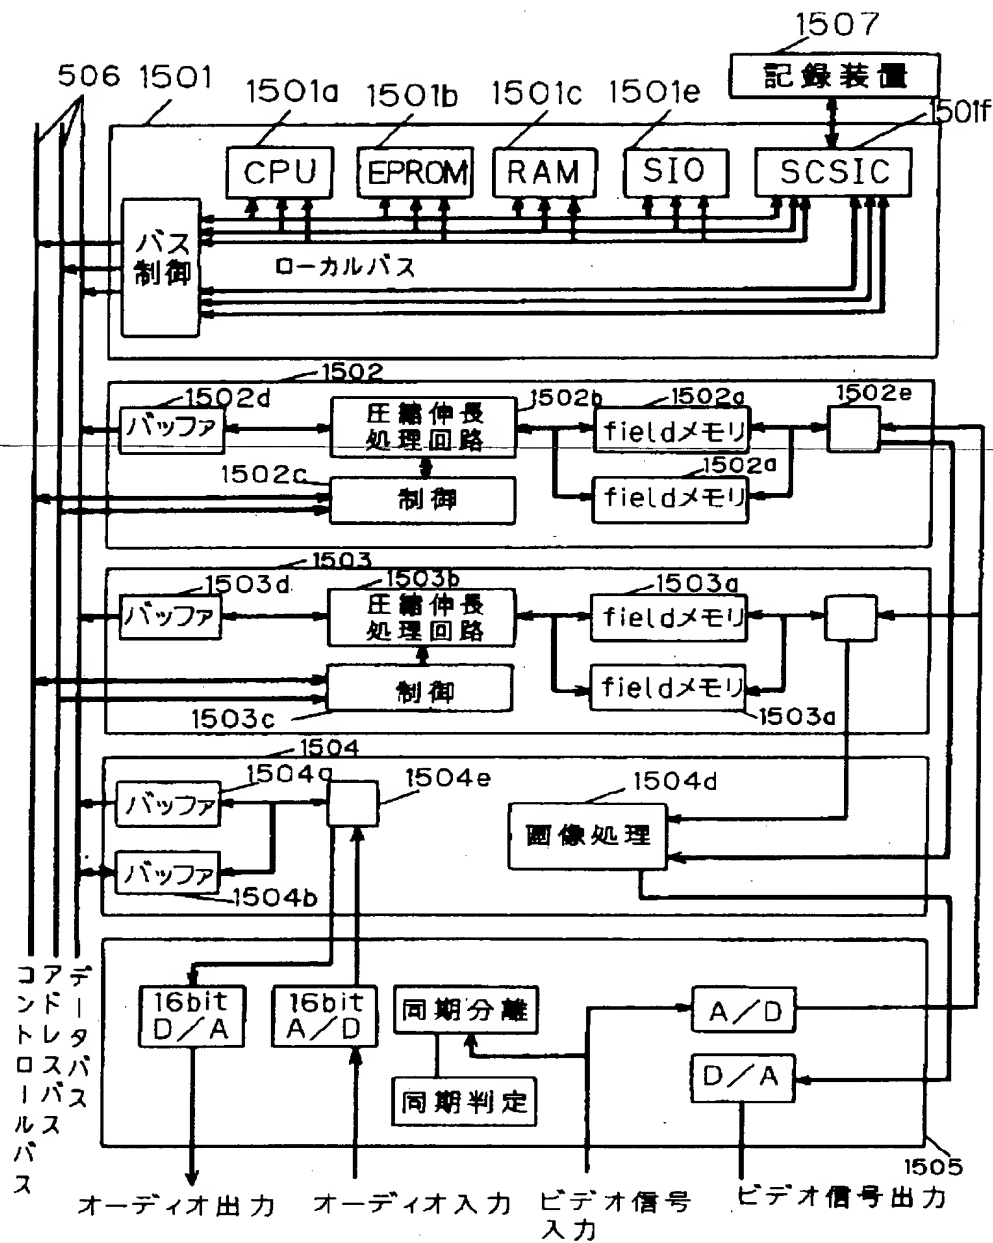 1507
記録装置
506
1501
1501a
1501b
1501c
1501e
1501f
CPU
EPROM
RAM
SIO
SCSIC
バス
制御
ローカルバス
1502
1502d
1502b
1502a
1502e
バッファ
圧縮伸長
処理回路
fieldメモリ
1502c
1502a
制御
fieldメモリ
1503
1503d
1503b
1503a
バッファ
圧縮伸長
処理回路
fieldメモリ
制御
fieldメモリ
1503c
1503a
1504
1504a
1504e
1504d
バッファ
画像処理
バッファ
1504b
コントロールバス
アドレスバス
データバス
16bit
D/A
16bit
A/D
同期分離
A/D
同期判定
D/A
1505
オーディオ出力
オーディオ入力
ビデオ信号
入力
ビデオ信号出力